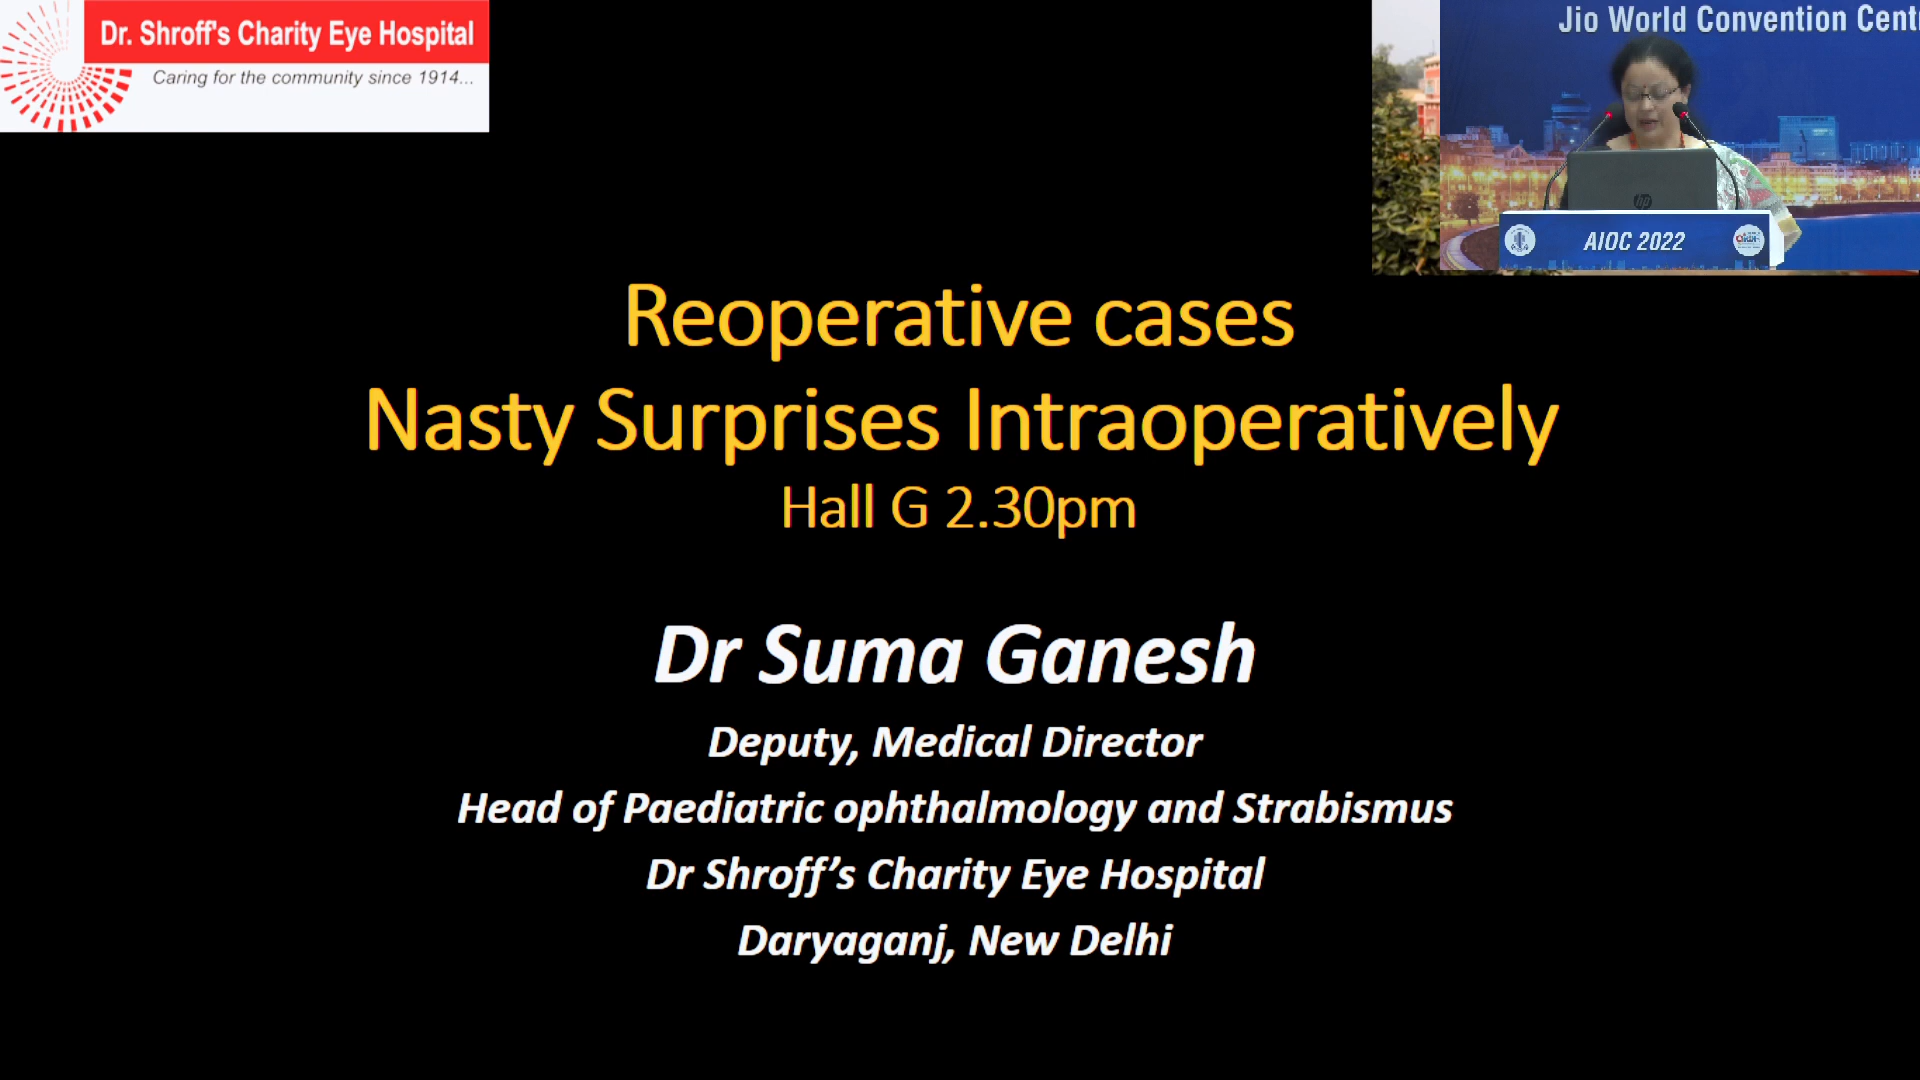 Dr. Shroff's Charity Eye Hospital
Caring for the community since 1914...
Jio World Convention Cent
hp
AIOC 2022
Reoperative cases
Nasty Surprises Intraoperatively
Hall G 2.30pm
Dr Suma Ganesh
Deputy, Medical Director
Head of Paediatric ophthalmology and Strabismus
Dr Shroff’s Charity Eye Hospital
Daryaganj, New Delhi